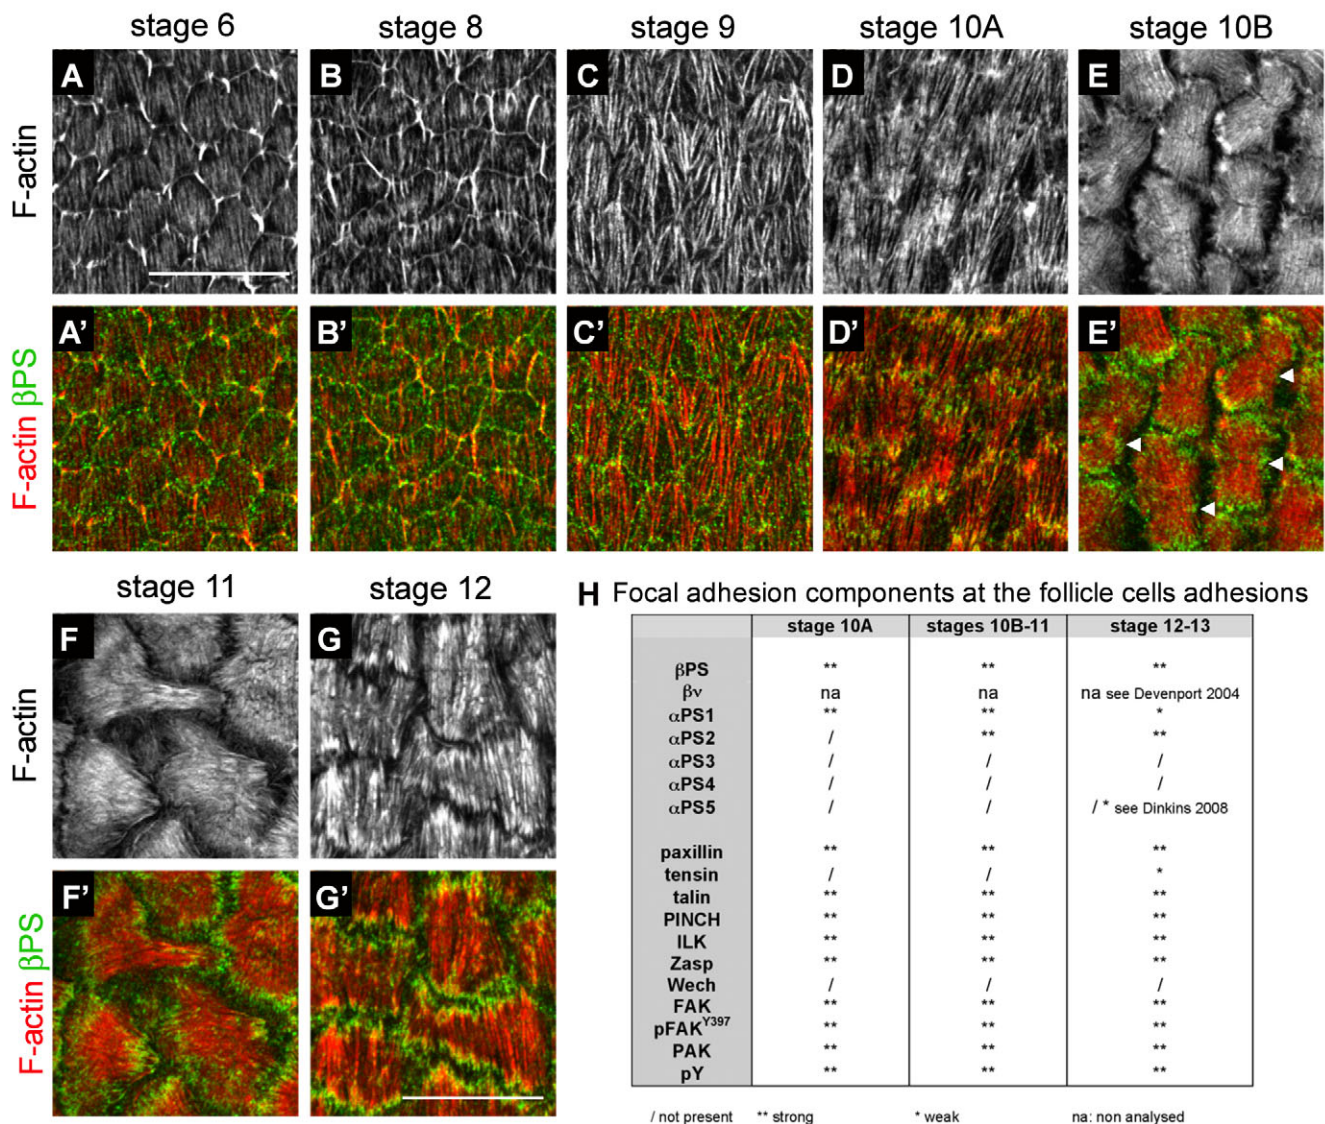 stage 6 stage 8 stage 9 stage 10A stage 10B
F-actin
A B C D E
F-actin βPS
A' B' C' D' E'
stage 11 stage 12
F-actin
F G
F-actin βPS
F' G'
H Focal adhesion components at the follicle cells adhesions
stage 10A stages 10B-11 stage 12-13
βPS ** ** **
βν na na na see Devenport 2004
αPS1 ** ** *
αPS2 / ** **
αPS3 / / /
αPS4 / / /
αPS5 / / / * see Dinkins 2008
paxillin ** ** **
tensin / / *
talin ** ** **
PINCH ** ** **
ILK ** ** **
Zasp ** ** **
Wech / / /
FAK ** ** **
pFAK^Y397 ** ** **
PAK ** ** **
pY ** ** **
/ not present ** strong * weak na: non analysed